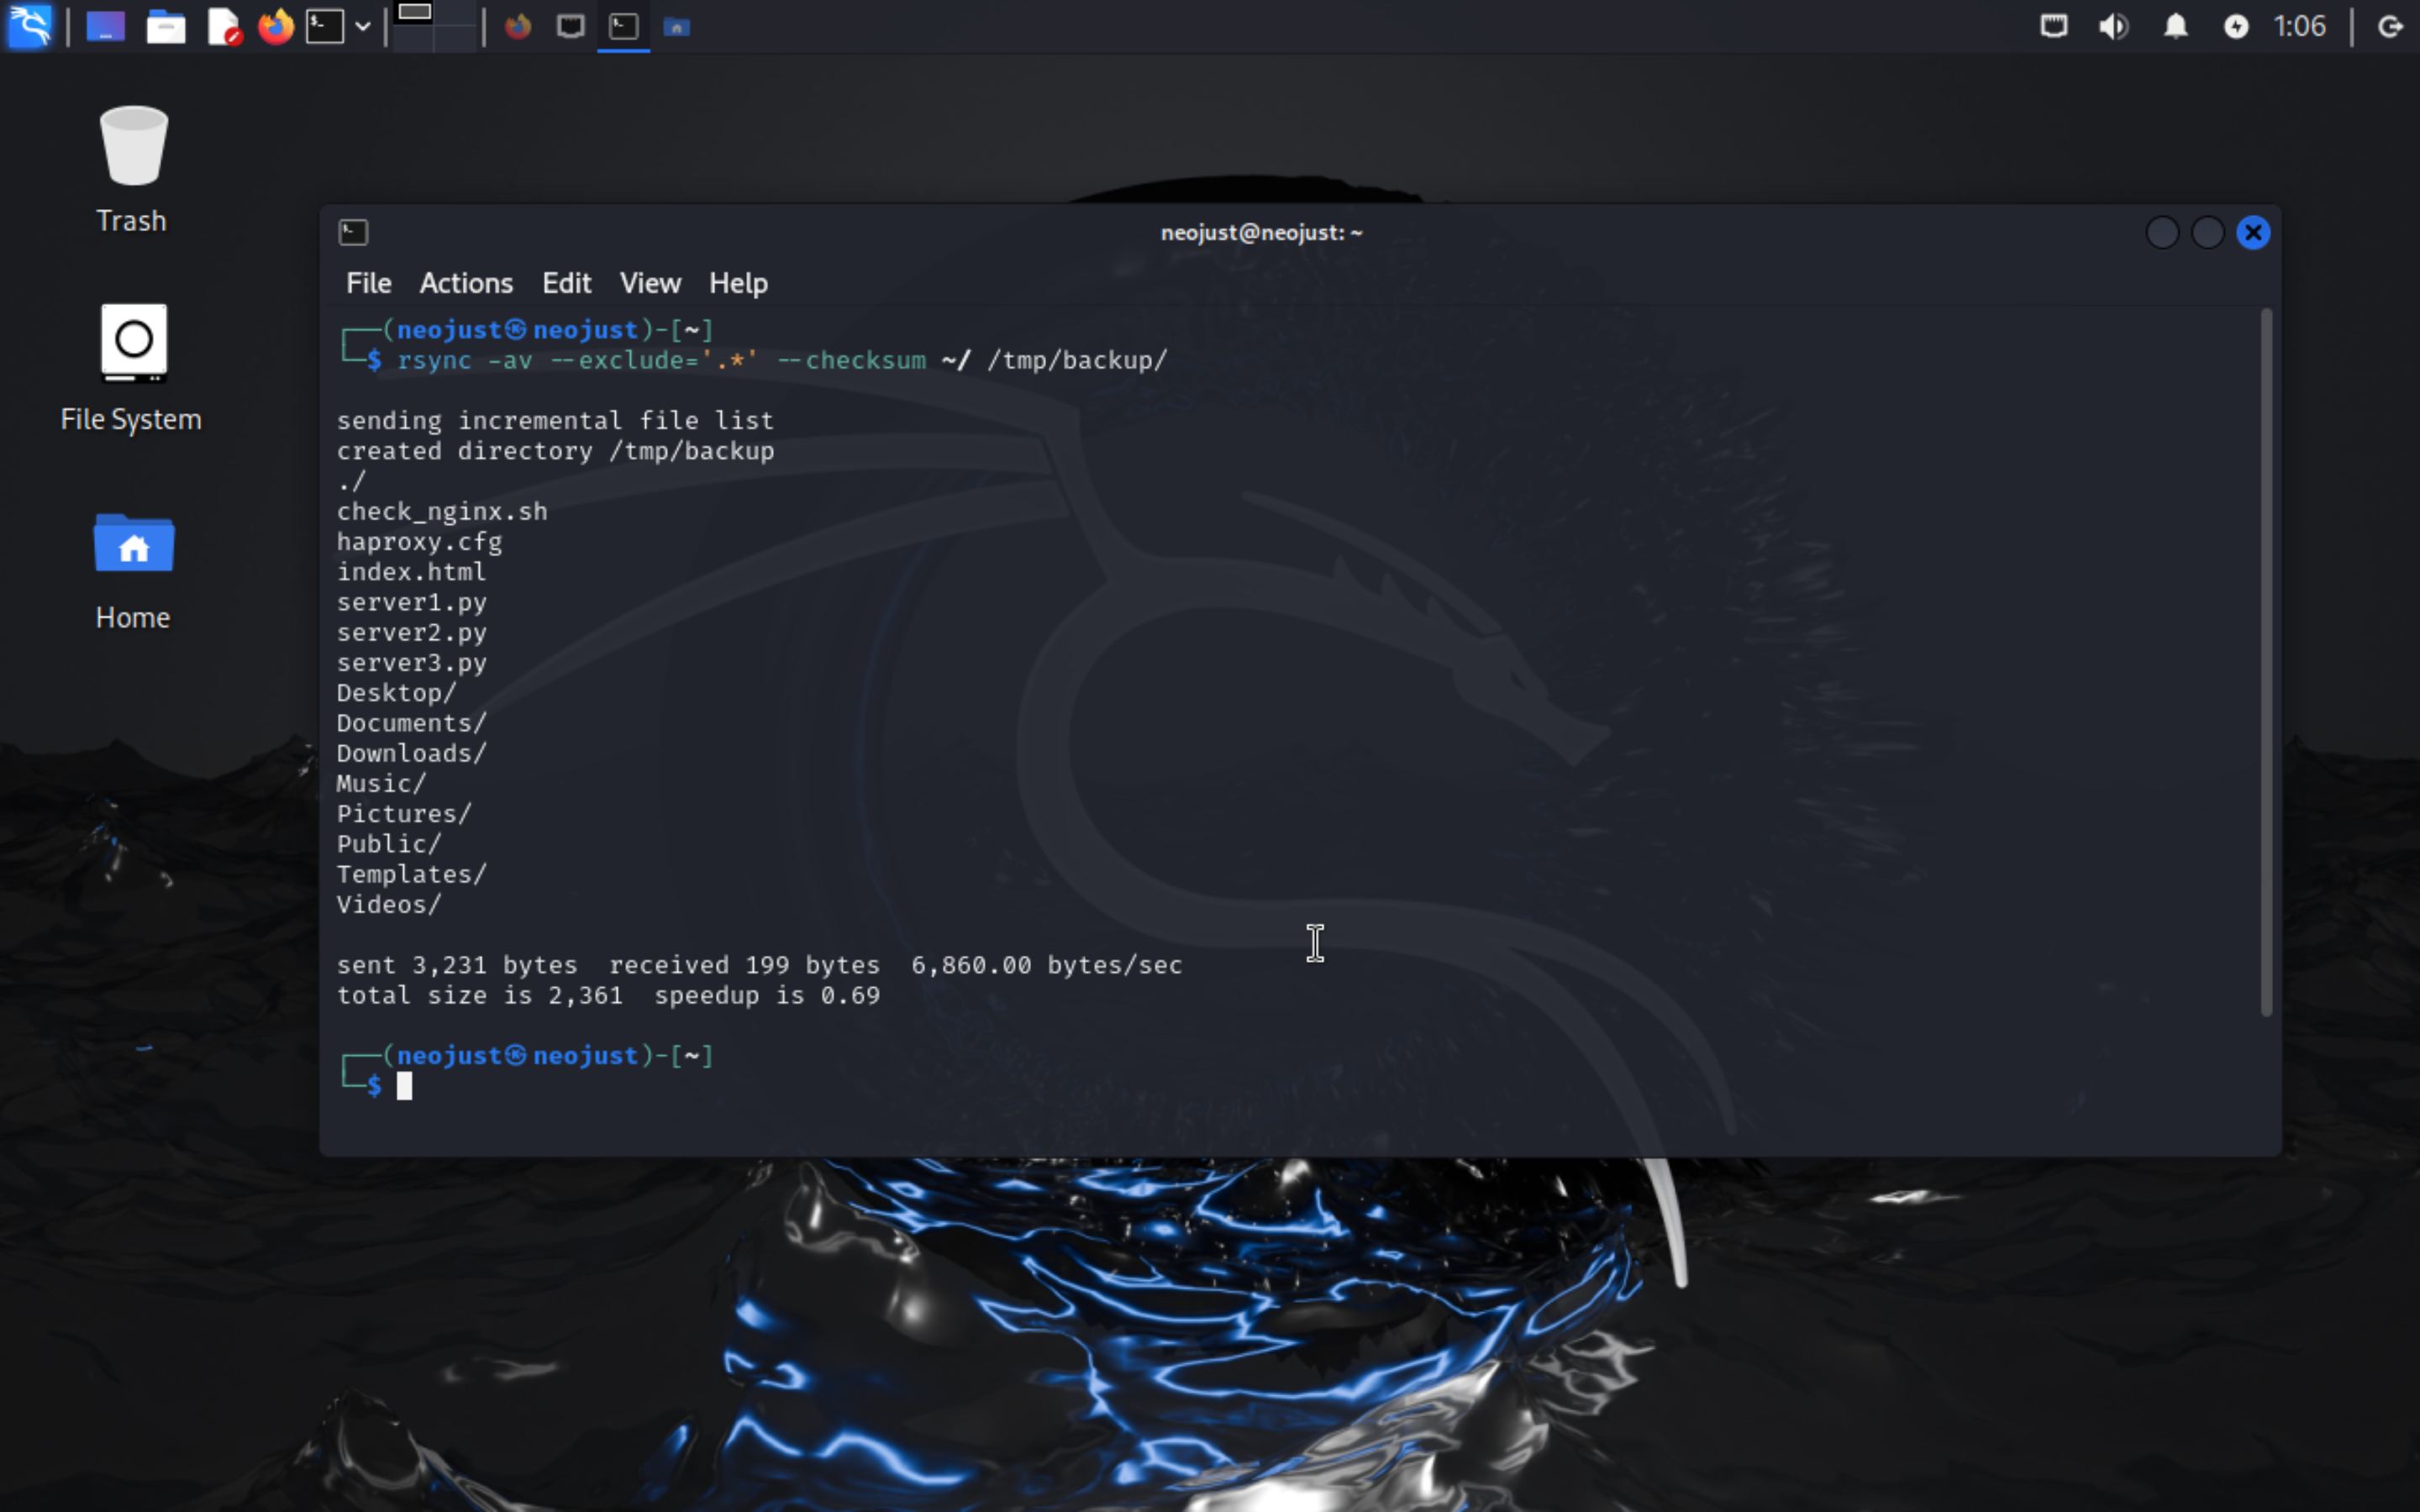 1:06
Trash
File System
Home
neojust@neojust: ~
File Actions Edit View Help
┌──(neojust㉿neojust)-[~]
└─$ rsync -av --exclude='.*' --checksum ~/ /tmp/backup/
sending incremental file list
created directory /tmp/backup
./
check_nginx.sh
haproxy.cfg
index.html
server1.py
server2.py
server3.py
Desktop/
Documents/
Downloads/
Music/
Pictures/
Public/
Templates/
Videos/
sent 3,231 bytes  received 199 bytes  6,860.00 bytes/sec
total size is 2,361  speedup is 0.69
┌──(neojust㉿neojust)-[~]
└─$